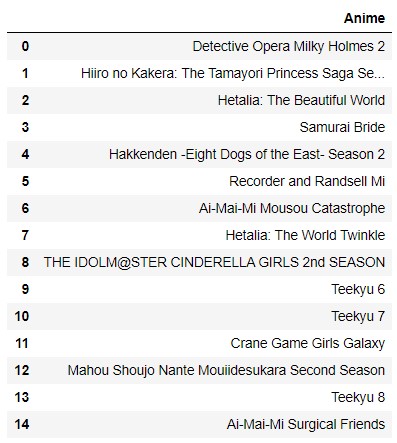 Anime
0 Detective Opera Milky Holmes 2
1 Hiiro no Kakera: The Tamayori Princess Saga Se...
2 Hetalia: The Beautiful World
3 Samurai Bride
4 Hakkenden -Eight Dogs of the East- Season 2
5 Recorder and Randsell Mi
6 Ai-Mai-Mi Mousou Catastrophe
7 Hetalia: The World Twinkle
8 THE IDOLM@STER CINDERELLA GIRLS 2nd SEASON
9 Teekyu 6
10 Teekyu 7
11 Crane Game Girls Galaxy
12 Mahou Shoujo Nante Mouiidesukara Second Season
13 Teekyu 8
14 Ai-Mai-Mi Surgical Friends